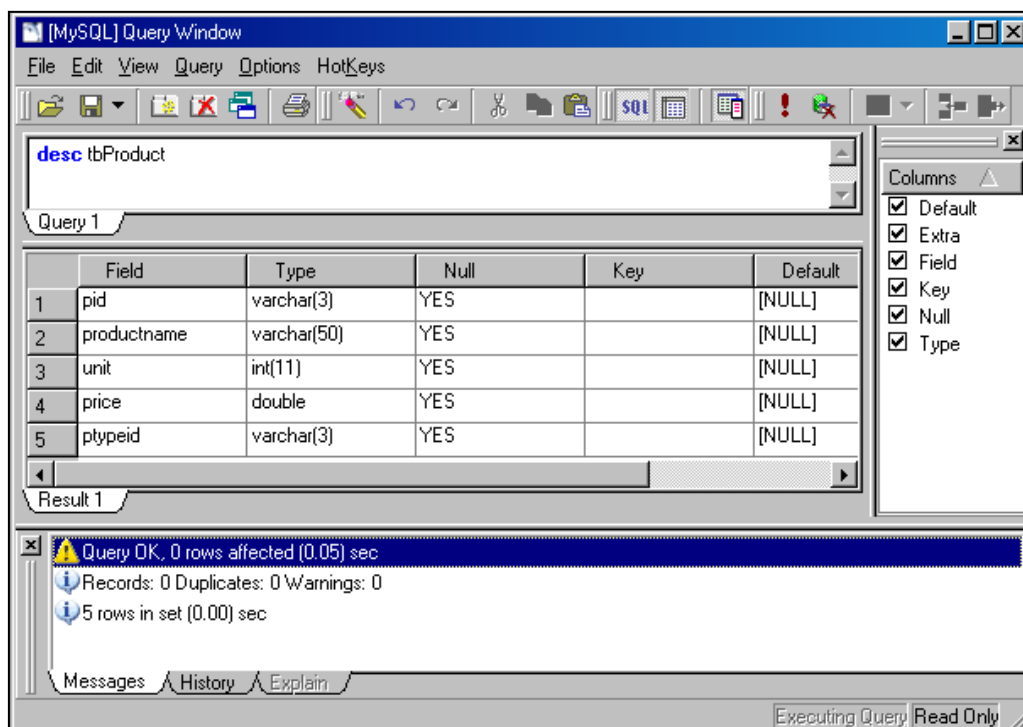 [MySQL] Query Window
File Edit View Query Options HotKeys
SQL
desc tbProduct
Query 1
Columns
Default
Extra
Field
Key
Null
Type
Field Type Null Key Default
1 pid varchar(3) YES [NULL]
2 productname varchar(50) YES [NULL]
3 unit int(11) YES [NULL]
4 price double YES [NULL]
5 ptypeid varchar(3) YES [NULL]
Result 1
Query OK, 0 rows affected (0.05) sec
Records: 0 Duplicates: 0 Warnings: 0
5 rows in set (0.00) sec
Messages History Explain
Executing Query Read Only